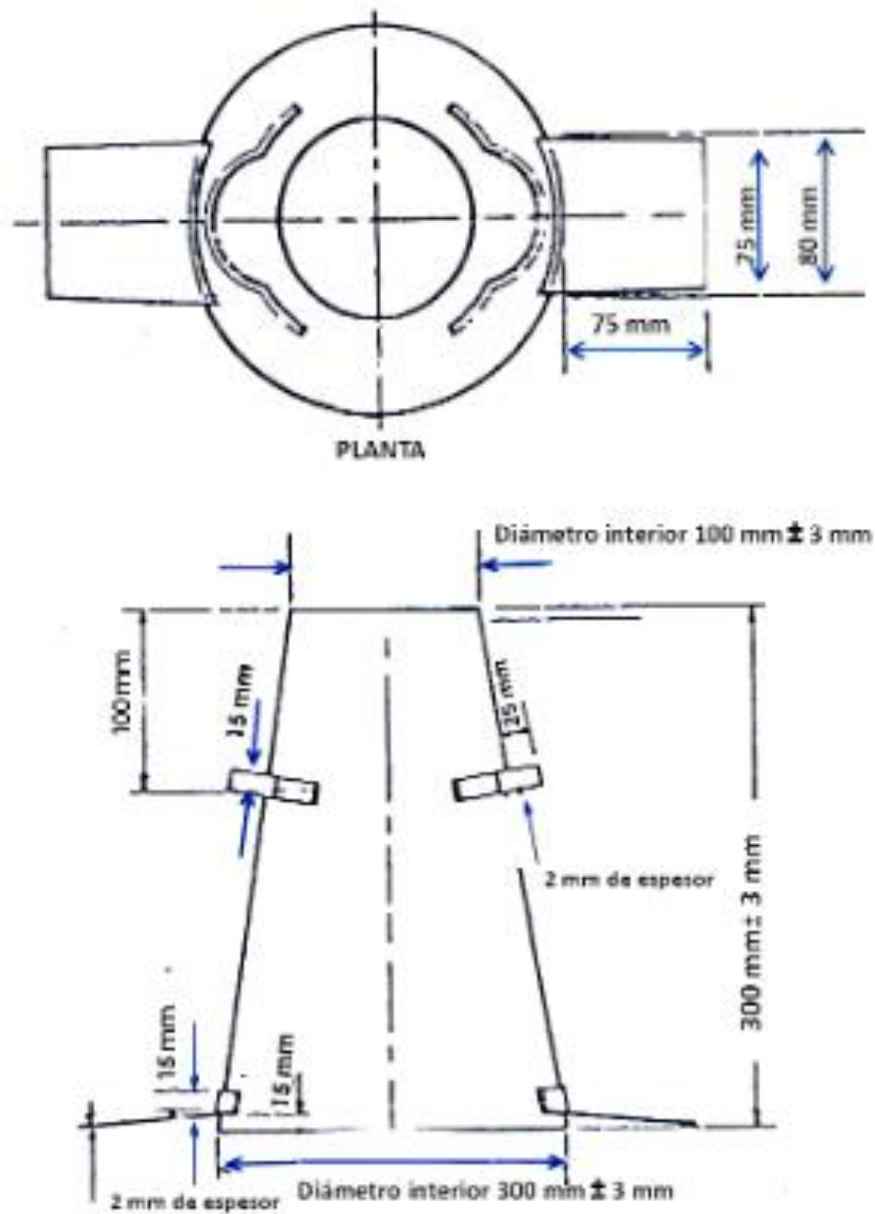 75 mm
80 mm
75 mm
PLANTA
Diámetro interior 100 mm ± 3 mm
100 mm
15 mm
25 mm
2 mm de espesor
300 mm ± 3 mm
15 mm
15 mm
2 mm de espesor
Diámetro interior 300 mm ± 3 mm